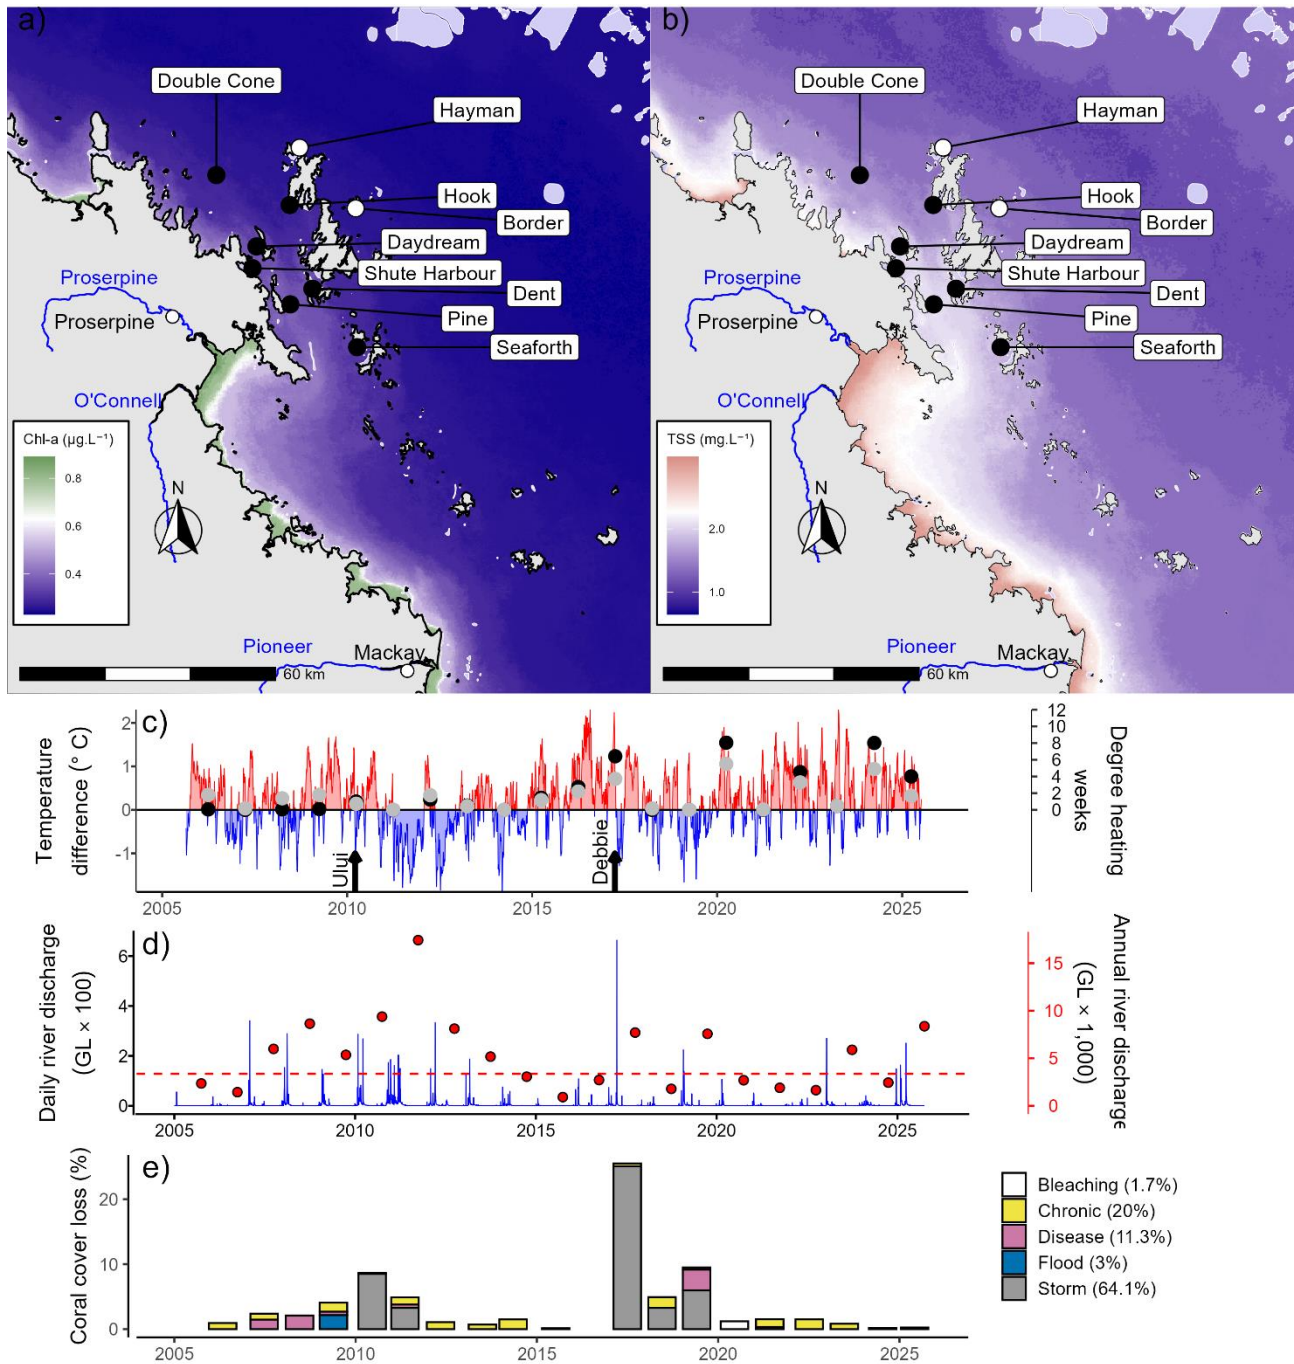 a)
Double Cone
Hayman
Hook
Border
Daydream
Shute Harbour
Dent
Pine
Seaforth
Proserpine
Proserpine
O'Connell
Chl-a (µg.L⁻¹)
0.8
0.6
0.4
N
Pioneer
Mackay
60 km
b)
Double Cone
Hayman
Hook
Border
Daydream
Shute Harbour
Dent
Pine
Seaforth
Proserpine
Proserpine
O'Connell
TSS (mg.L⁻¹)
2.0
1.0
N
Pioneer
Mackay
60 km
c)
Temperature
difference (° C)
2
1
0
-1
Ului
Debbie
12
10
8
6
4
2
0
Degree heating
weeks
2005 2010 2015 2020 2025
d)
Daily river discharge
(GL × 100)
6
4
2
0
15
10
5
0
Annual river discharge
(GL × 1,000)
2005 2010 2015 2020 2025
e)
Coral cover loss (%)
20
10
0
2005 2010 2015 2020 2025
Bleaching (1.7%)
Chronic (20%)
Disease (11.3%)
Flood (3%)
Storm (64.1%)